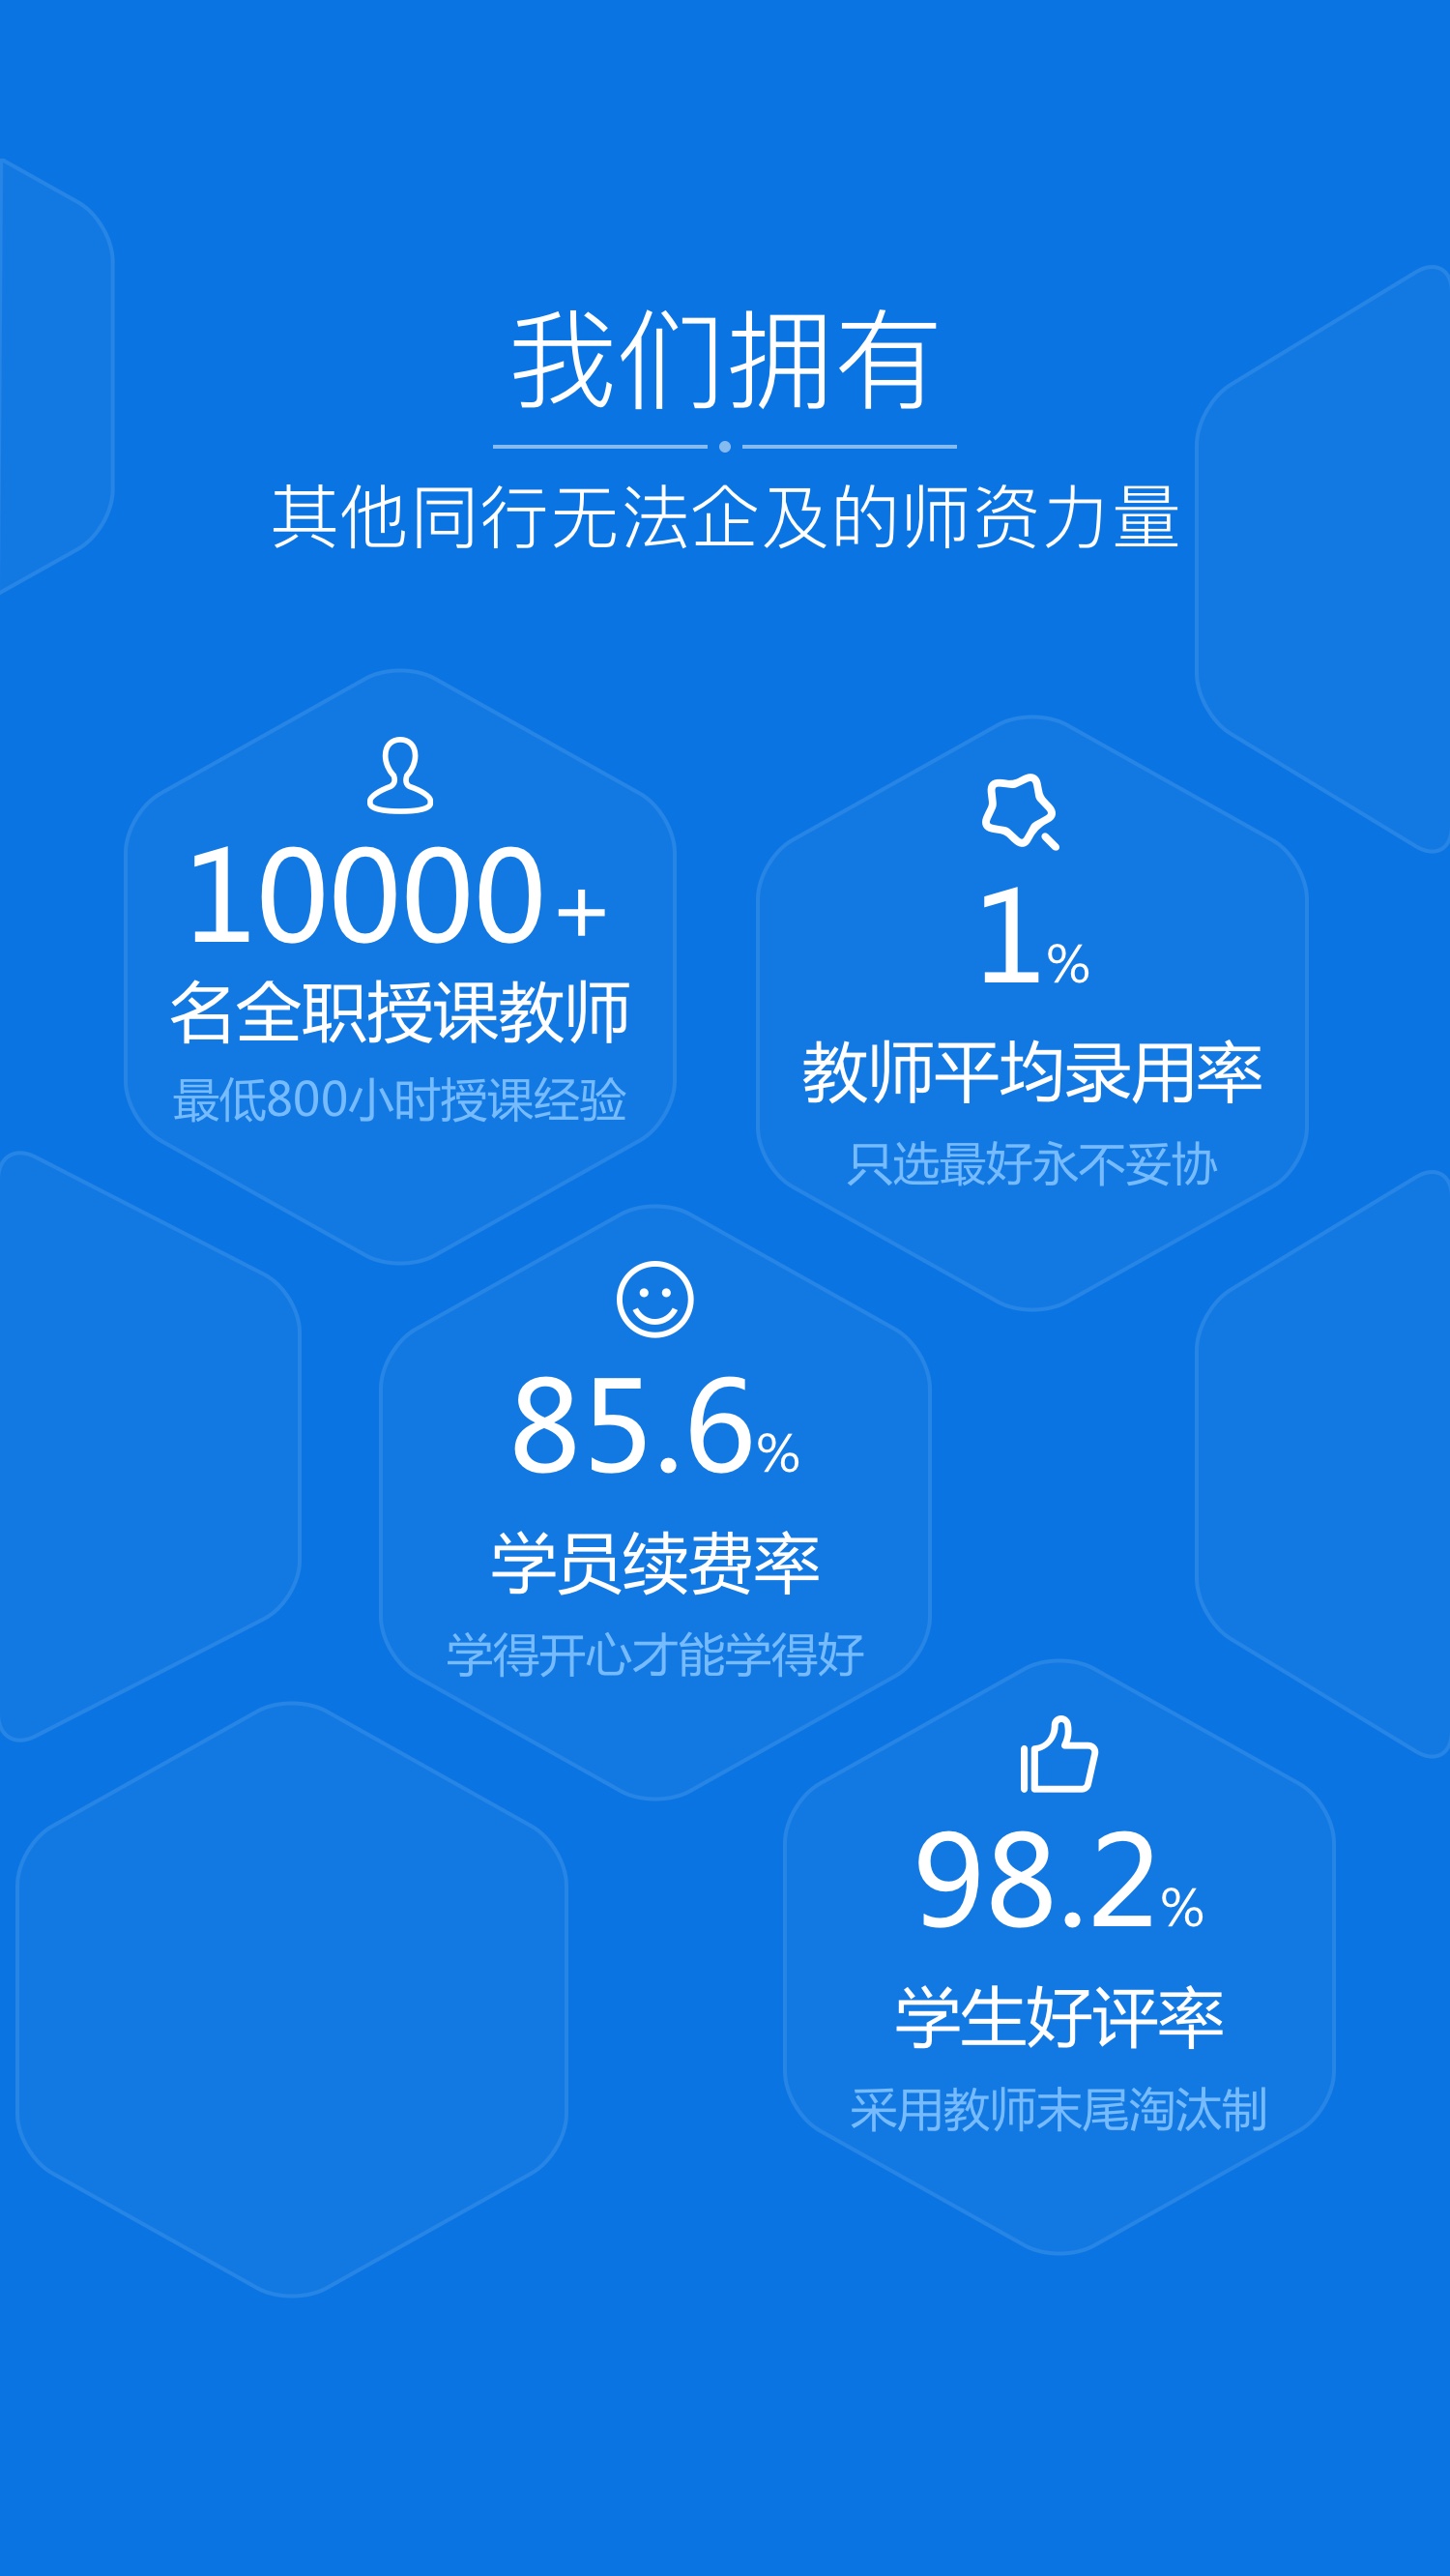 我们拥有
其他同行无法企及的师资力量
10000+
名全职授课教师
最低800小时授课经验
1%
教师平均录用率
只选最好永不妥协
85.6%
学员续费率
学得开心才能学得好
98.2%
学生好评率
采用教师末尾淘汰制